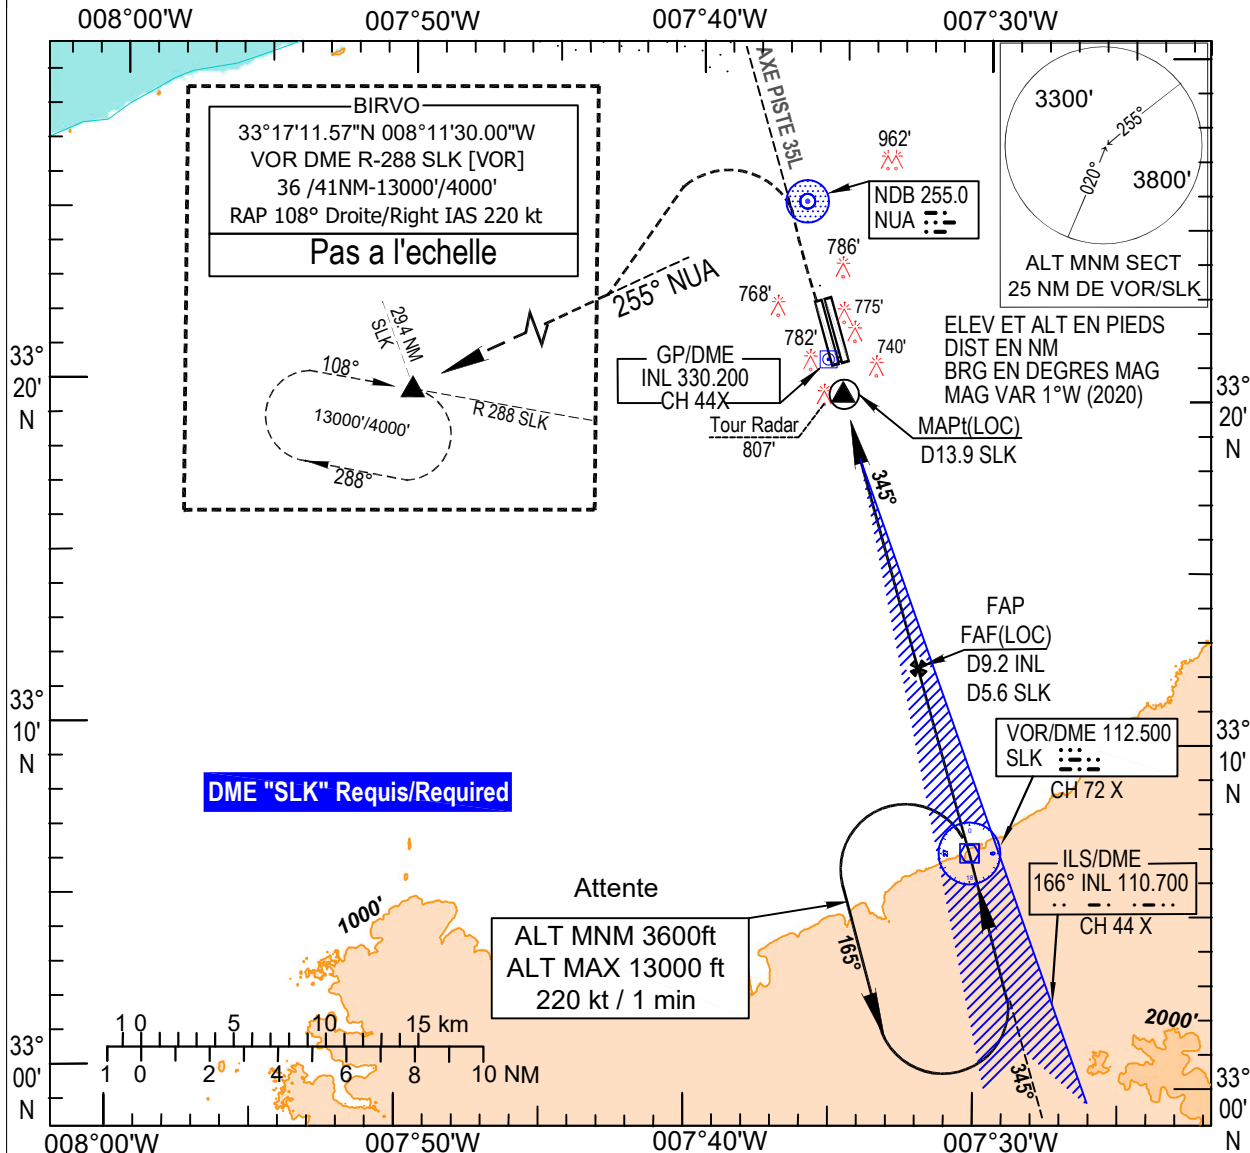 008°00'W
007°50'W
007°40'W
007°30'W
BIRVO
33°17'11.57"N 008°11'30.00"W
VOR DME R-288 SLK [VOR]
36 /41NM-13000'/4000'
RAP 108° Droite/Right IAS 220 kt
Pas a l'echelle
29.4 NM
SLK
108°
R 288 SLK
13000'/4000'
288°
255° NUA
AXE PISTE 35L
962'
NDB 255.0
NUA
786'
768'
775'
782'
740'
GP/DME
INL 330.200
CH 44X
Tour Radar
807'
MAPt(LOC)
D13.9 SLK
3300'
255°
020°
3800'
ALT MNM SECT
25 NM DE VOR/SLK
ELEV ET ALT EN PIEDS
DIST EN NM
BRG EN DEGRES MAG
MAG VAR 1°W (2020)
33°
20'
N
33°
20'
N
345°
FAP
FAF(LOC)
D9.2 INL
D5.6 SLK
33°
10'
N
33°
10'
N
VOR/DME 112.500
SLK
CH 72 X
DME "SLK" Requis/Required
0
18
ILS/DME
166° INL 110.700
CH 44 X
Attente
ALT MNM 3600ft
ALT MAX 13000 ft
220 kt / 1 min
1000'
165°
2000'
345°
1 0 5 10 15 km
1 0 2 4 6 8 10 NM
33°
00'
N
33°
00'
N
008°00'W
007°50'W
007°40'W
007°30'W